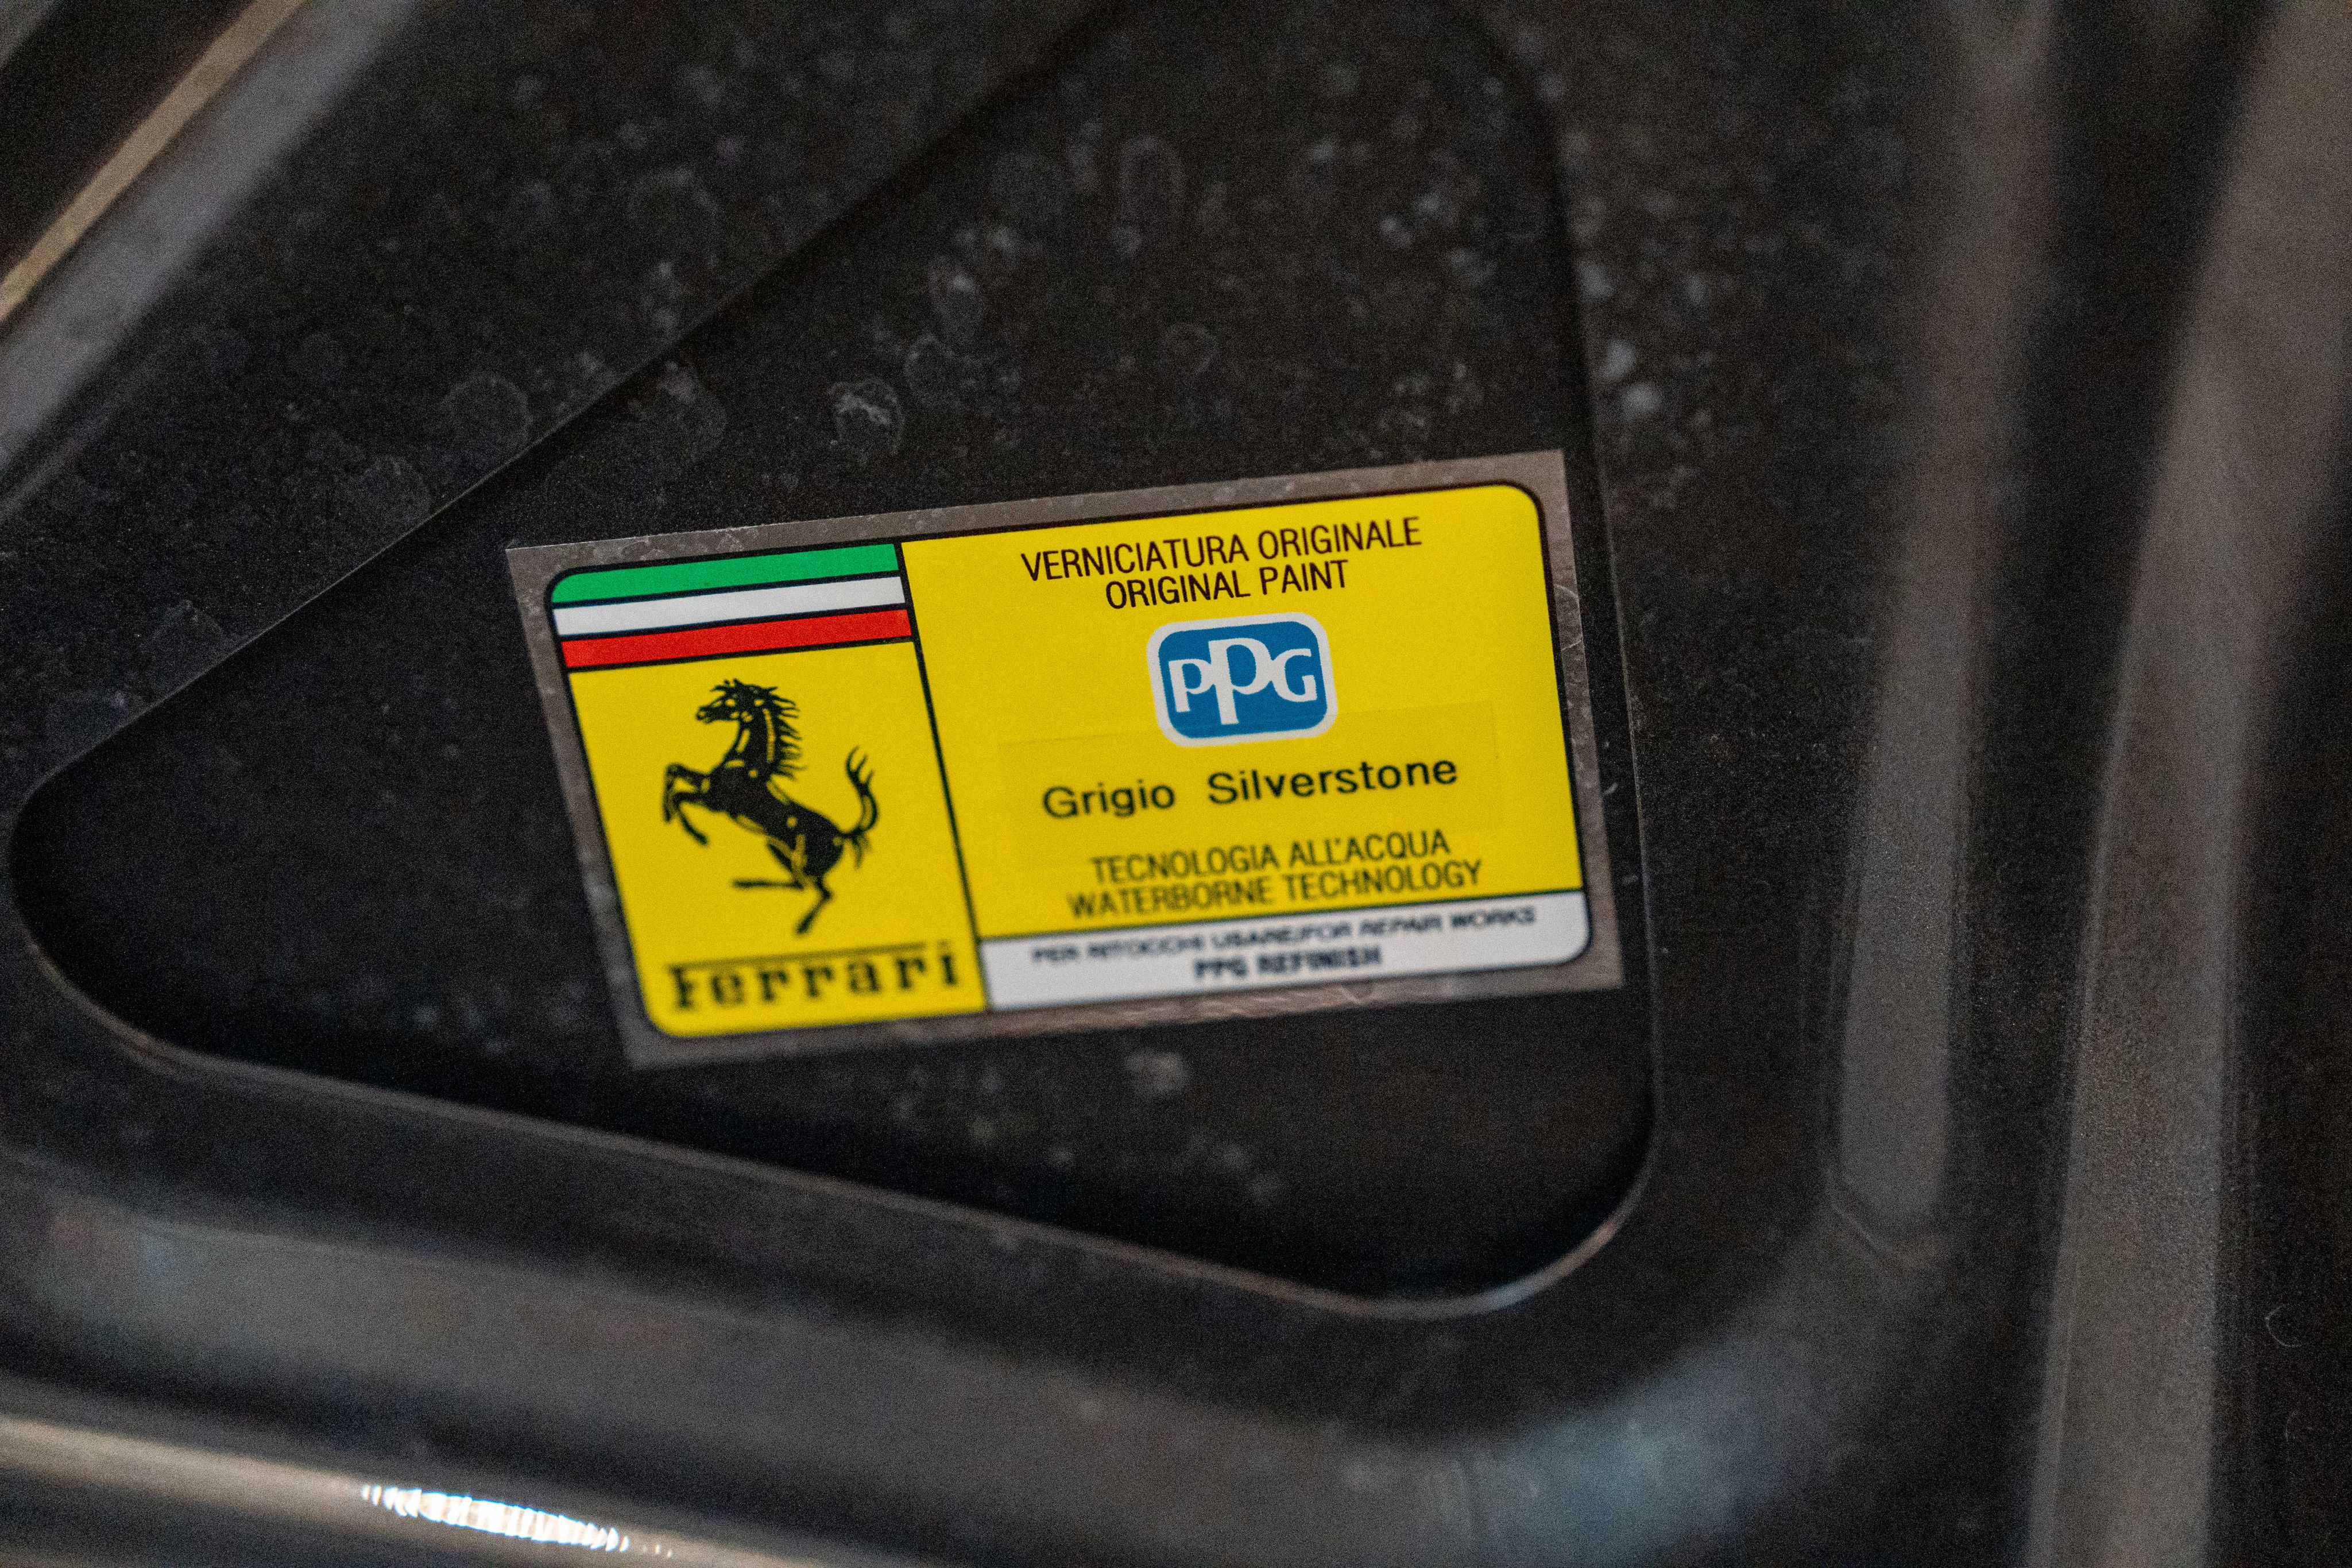 VERNICIATURA ORIGINALE
ORIGINAL PAINT
PPG
Grigio Silverstone
TECNOLOGIA ALL'ACQUA
WATERBORNE TECHNOLOGY
PER RITOCCHI USARE/FOR REPAIR WORKS
PPG REFINISH
Ferrari